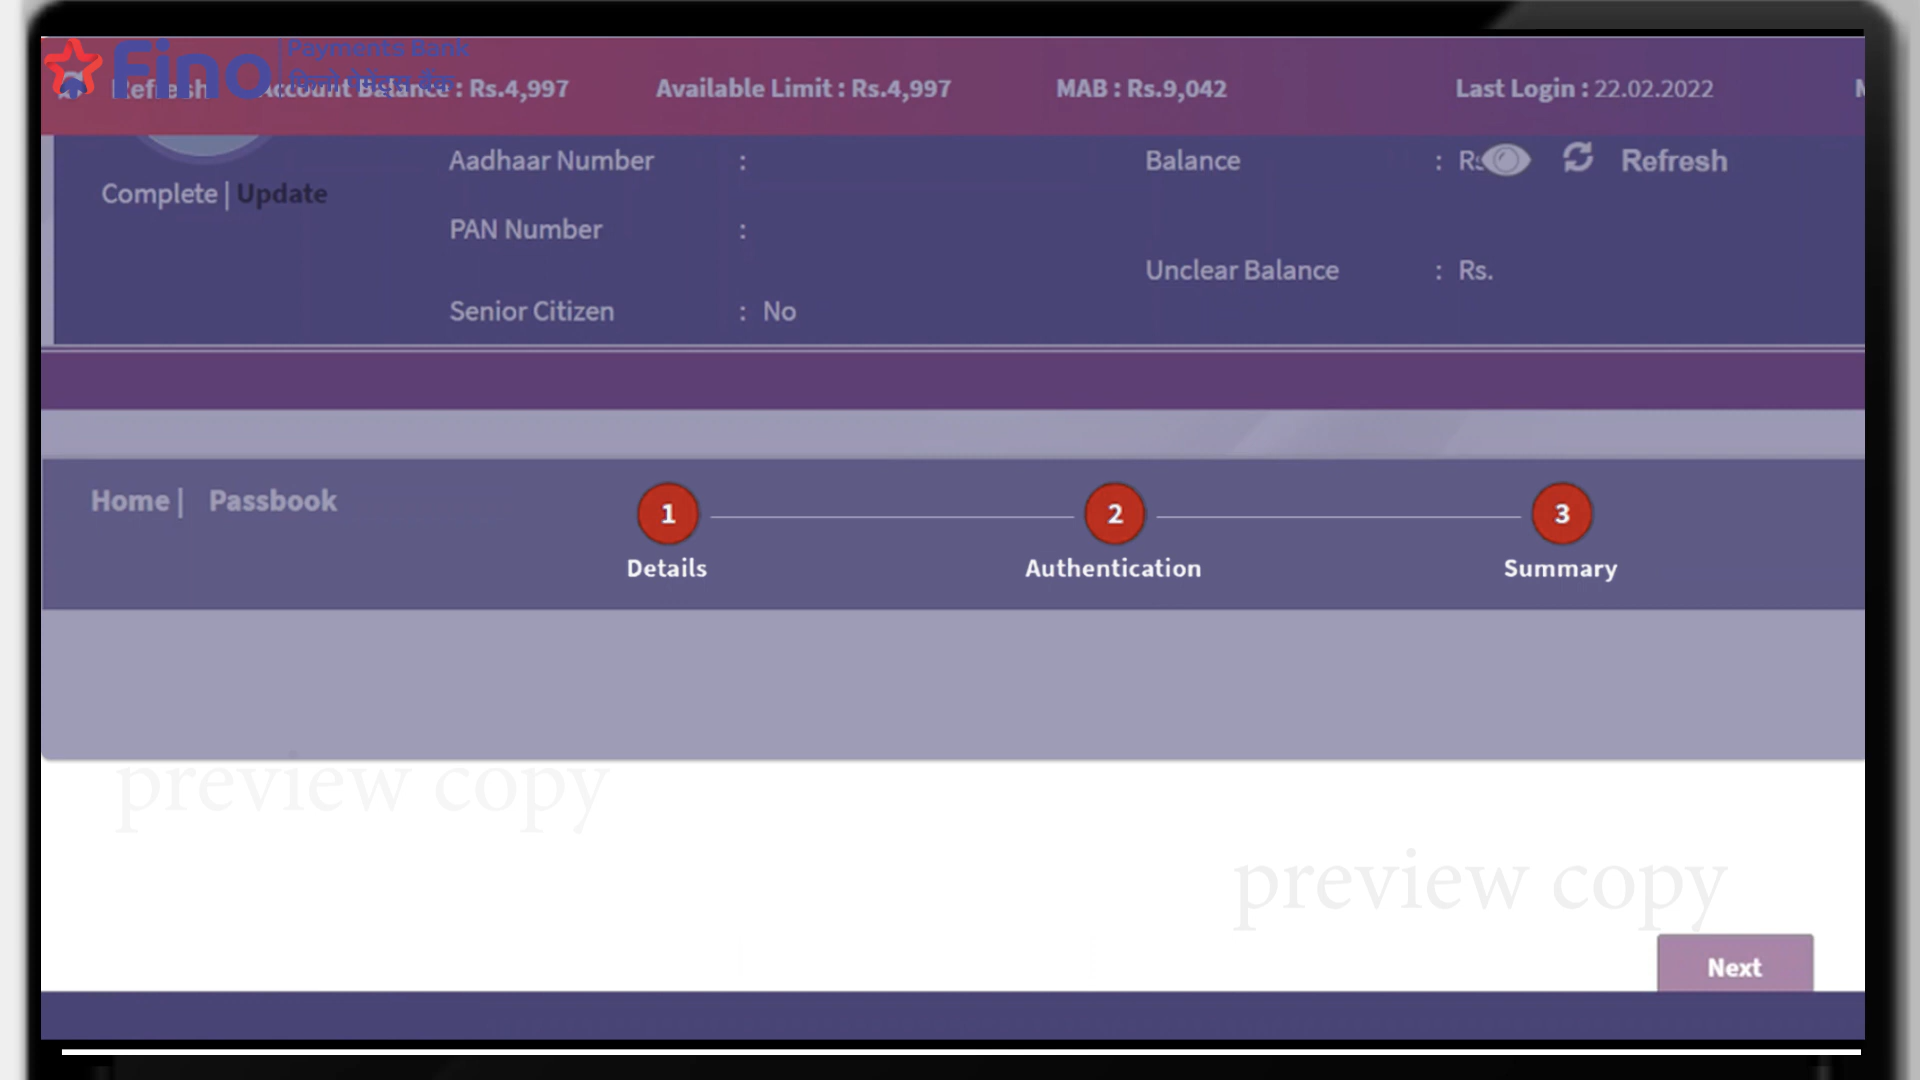 Fino Payments Bank
फिनो पेमेंट्स बैंक
Refresh Account Balance : Rs.4,997 Available Limit : Rs.4,997 MAB : Rs.9,042 Last Login : 22.02.2022
Aadhaar Number : Balance : Rs Refresh
Complete | Update
PAN Number :
Unclear Balance : Rs.
Senior Citizen : No
Home | Passbook
1 2 3
Details Authentication Summary
preview copy
preview copy
Next